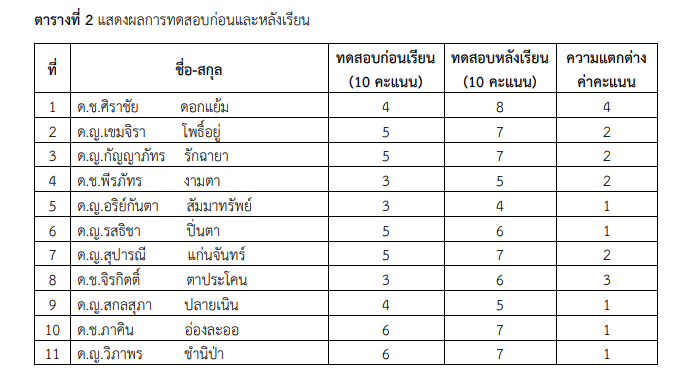 ตารางที่ 2 แสดงผลการทดสอบก่อนและหลังเรียน
ที่ ชื่อ-สกุล ทดสอบก่อนเรียน (10 คะแนน) ทดสอบหลังเรียน (10 คะแนน) ความแตกต่าง ค่าคะแนน
1 ด.ช.ศิราชัย ดอกแย้ม 4 8 4
2 ด.ญ.เขมจิรา โพธิ์อยู่ 5 7 2
3 ด.ญ.กัญญาภัทร รักฉายา 5 7 2
4 ด.ช.พีรภัทร งามตา 3 5 2
5 ด.ญ.อริย์กันตา สัมมาทรัพย์ 3 4 1
6 ด.ญ.รสธิชา ปิ่นตา 5 6 1
7 ด.ญ.สุปารณี แก่นจันทร์ 5 7 2
8 ด.ช.จิรกิตติ์ ตาประโคน 3 6 3
9 ด.ญ.สกลสุภา ปลายเนิน 4 5 1
10 ด.ช.ภาคิน อ่องละออ 6 7 1
11 ด.ญ.วิภาพร ชำนิป่า 6 7 1